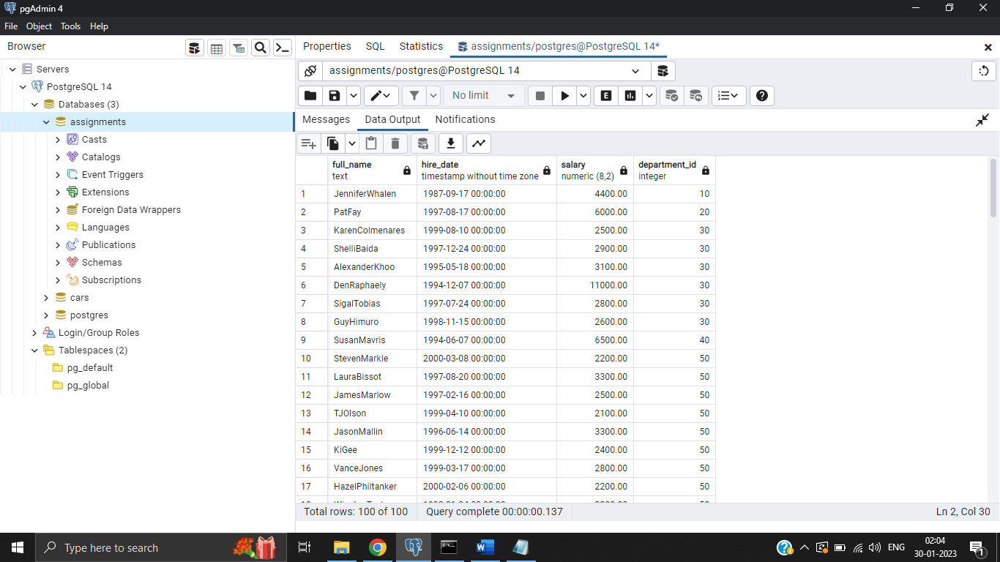 pgAdmin 4
File Object Tools Help
Browser
Properties SQL Statistics assignments/postgres@PostgreSQL 14*
Servers
PostgreSQL 14
Databases (3)
assignments
Casts
Catalogs
Event Triggers
Extensions
Foreign Data Wrappers
Languages
Publications
Schemas
Subscriptions
cars
postgres
Login/Group Roles
Tablespaces (2)
pg_default
pg_global
assignments/postgres@PostgreSQL 14
No limit E
Messages Data Output Notifications
full_name hire_date salary department_id
text timestamp without time zone numeric (8,2) integer
1 JenniferWhalen 1987-09-17 00:00:00 4400.00 10
2 PatFay 1997-08-17 00:00:00 6000.00 20
3 KarenColmenares 1999-08-10 00:00:00 2500.00 30
4 ShelliBaida 1997-12-24 00:00:00 2900.00 30
5 AlexanderKhoo 1995-05-18 00:00:00 3100.00 30
6 DenRaphaely 1994-12-07 00:00:00 11000.00 30
7 SigalTobias 1997-07-24 00:00:00 2800.00 30
8 GuyHimuro 1998-11-15 00:00:00 2600.00 30
9 SusanMavris 1994-06-07 00:00:00 6500.00 40
10 StevenMarkle 2000-03-08 00:00:00 2200.00 50
11 LauraBissot 1997-08-20 00:00:00 3300.00 50
12 JamesMarlow 1997-02-16 00:00:00 2500.00 50
13 TJOlson 1999-04-10 00:00:00 2100.00 50
14 JasonMallin 1996-06-14 00:00:00 3300.00 50
15 KiGee 1999-12-12 00:00:00 2400.00 50
16 VanceJones 1999-03-17 00:00:00 2800.00 50
17 HazelPhiltanker 2000-02-06 00:00:00 2200.00 50
Total rows: 100 of 100 Query complete 00:00:00.137 Ln 2, Col 30
Type here to search
ENG
02:04
30-01-2023
1